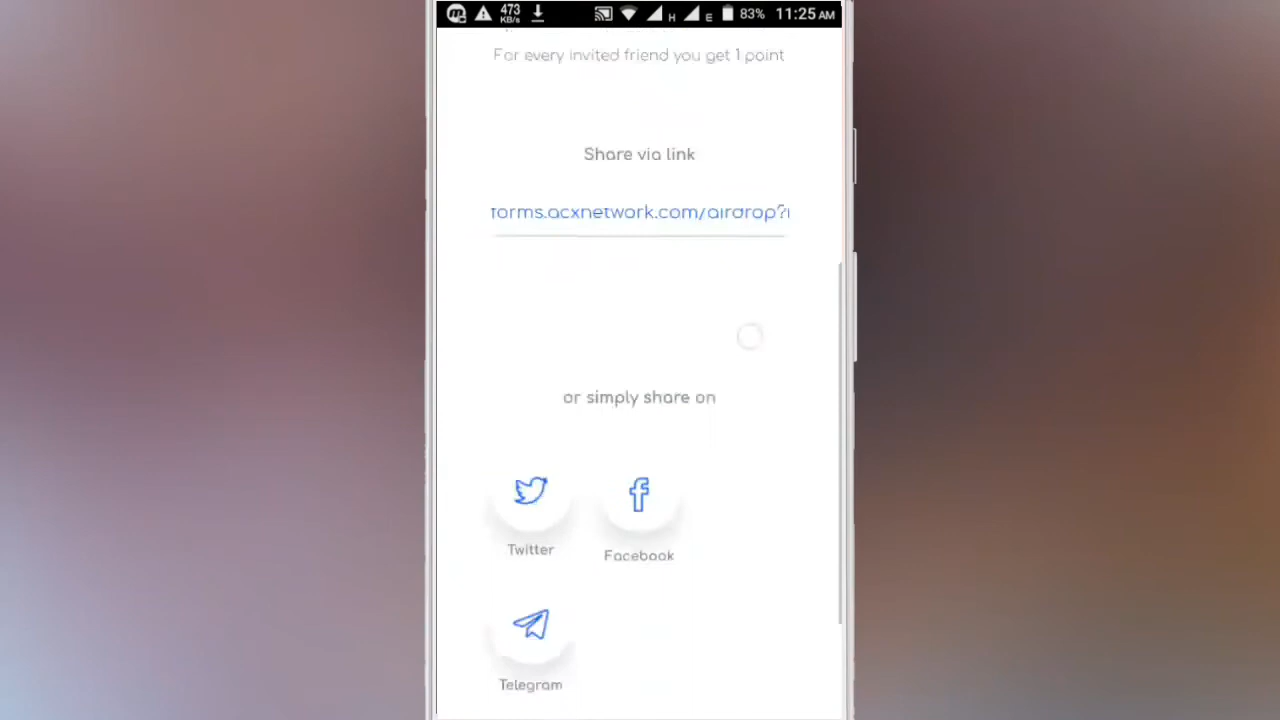 473
KB/s
H
E
83%
11:25 AM
For every invited friend you get 1 point
Share via link
forms.acxnetwork.com/airdrop?
or simply share on
Twitter
Facebook
Telegram